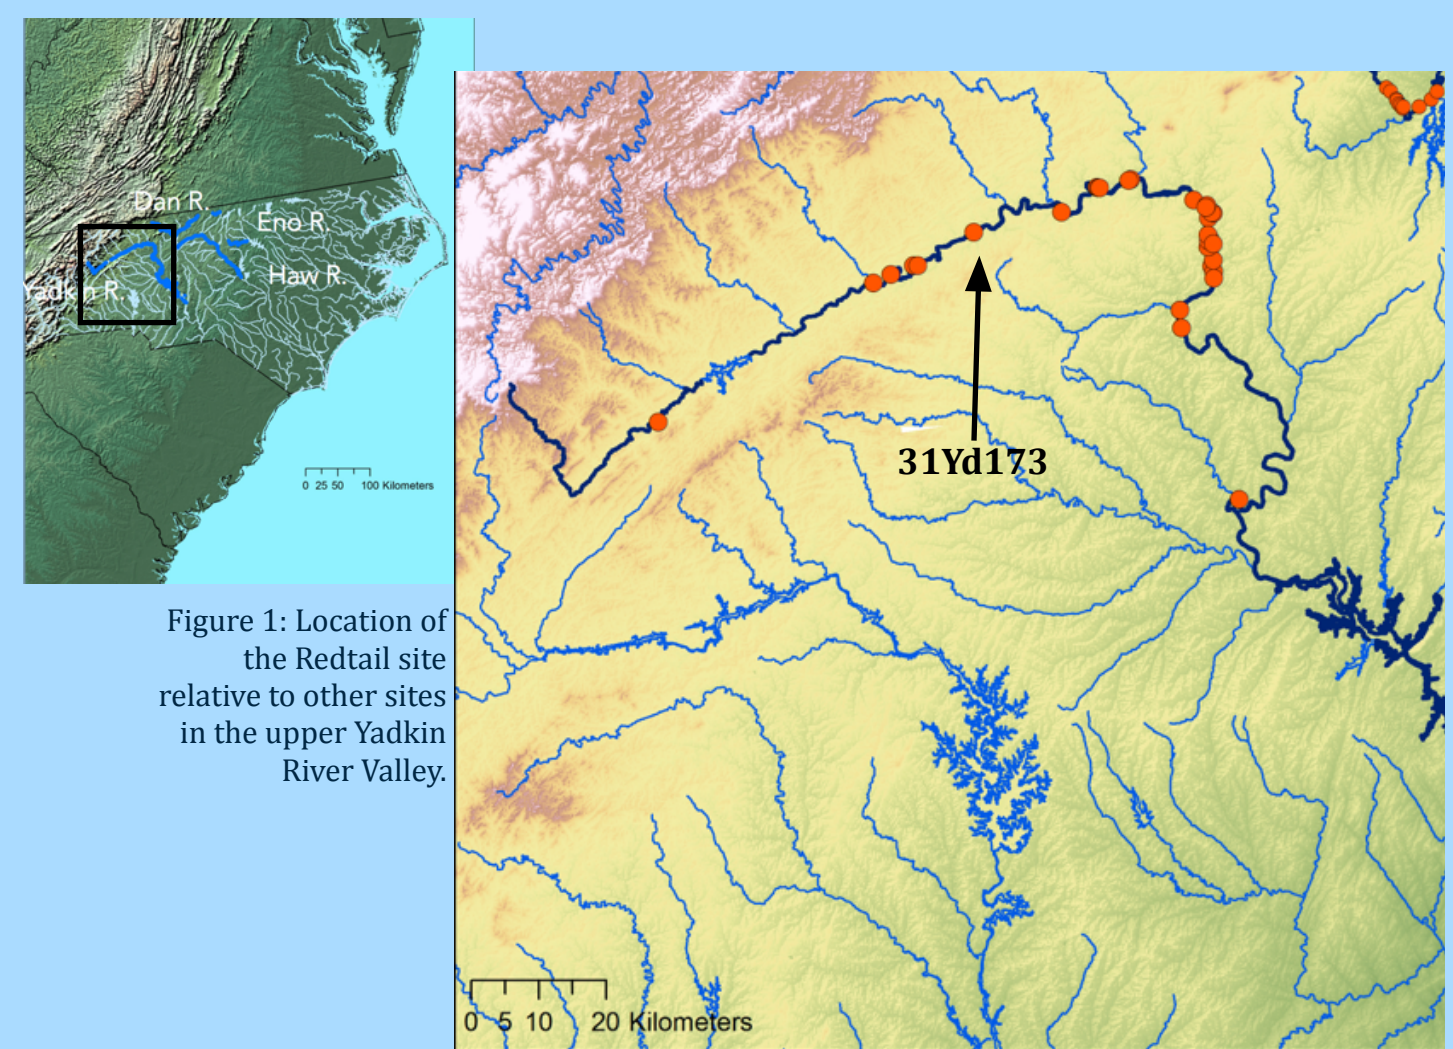 Dan R.
Eno R.
Haw R.
Yadkin R.
0 25 50 100 Kilometers
31Yd173
Figure 1: Location of
the Redtail site
relative to other sites
in the upper Yadkin
River Valley.
0 5 10 20 Kilometers